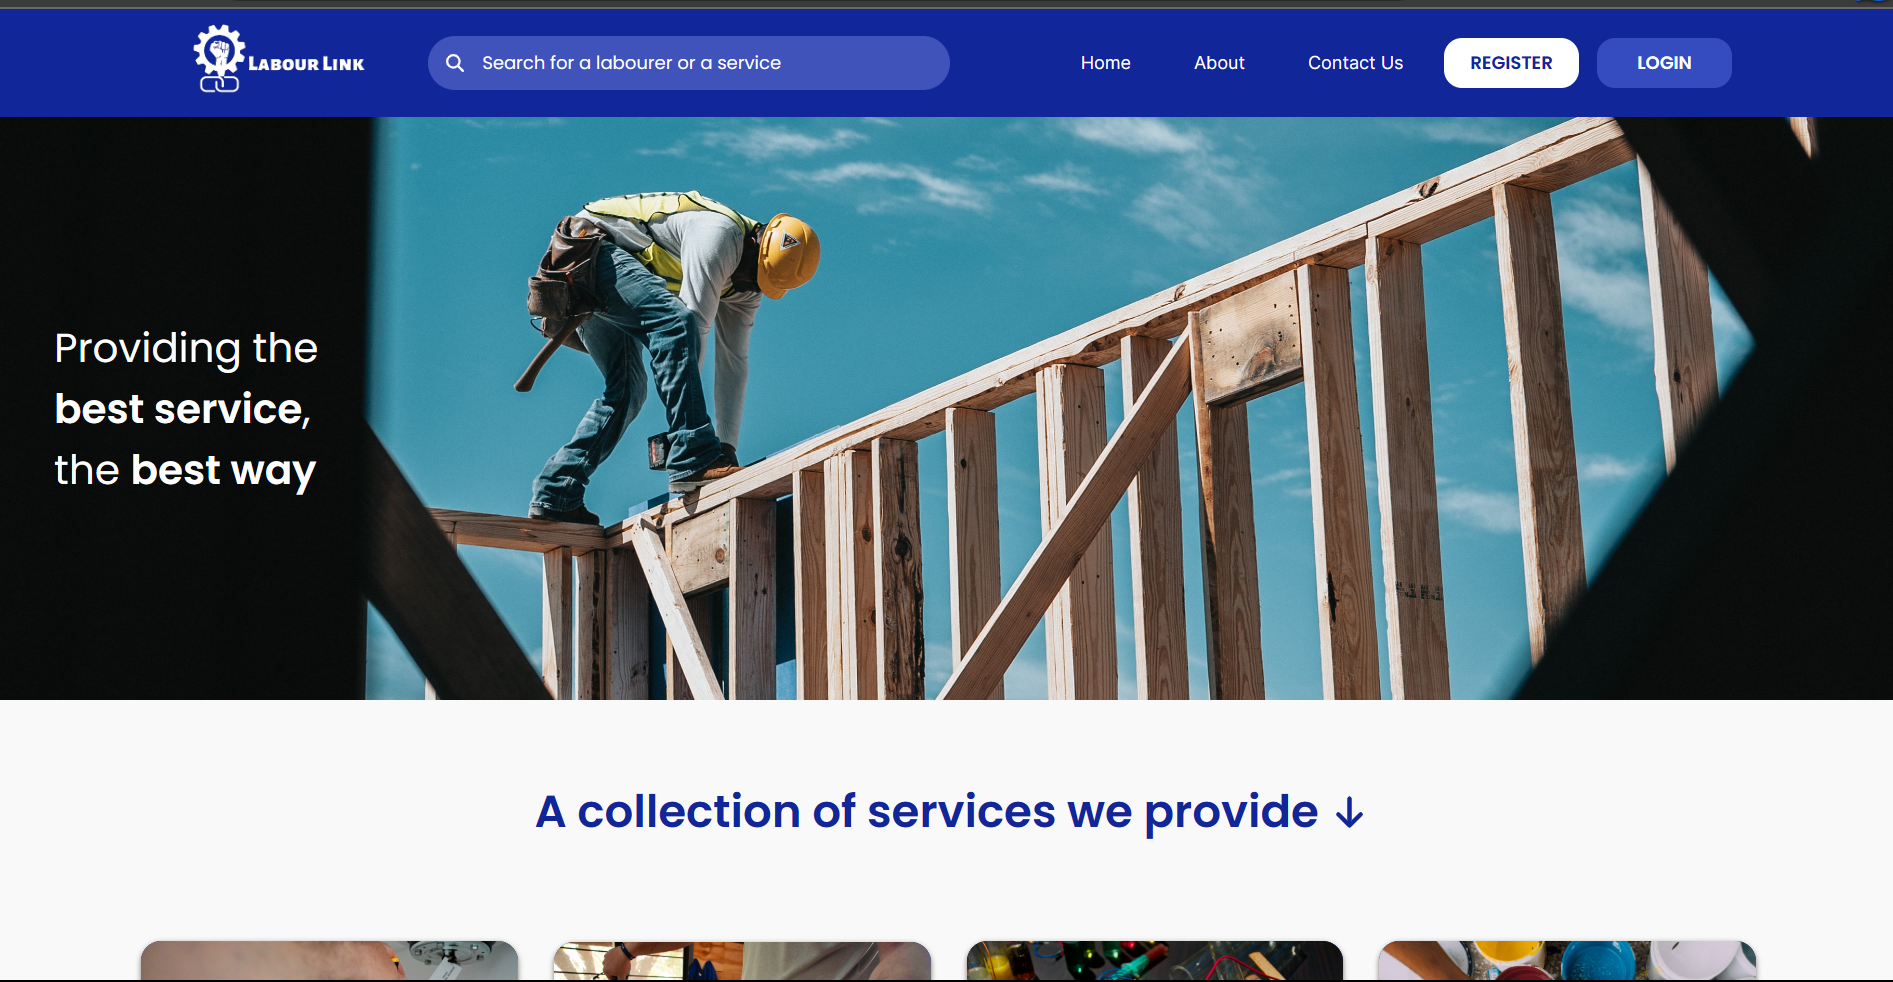 LABOUR LINK
Search for a labourer or a service
Home
About
Contact Us
REGISTER
LOGIN
Providing the
best service,
the best way
A collection of services we provide ↓